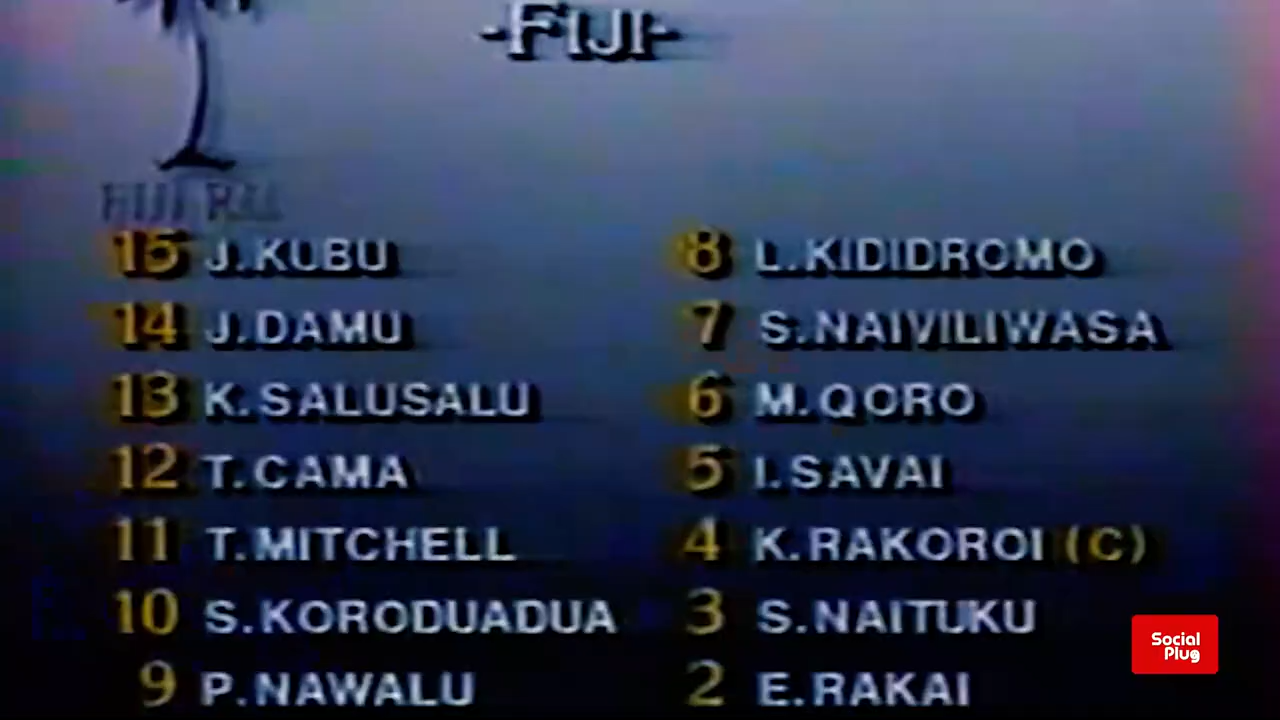 -FIJI-
FIJI R.U.
15 J.KUBU
14 J.DAMU
13 K.SALUSALU
12 T.CAMA
11 T.MITCHELL
10 S.KORODUADUA
9 P.NAWALU
8 L.KIDIDROMO
7 S.NAIVILIWASA
6 M.QORO
5 I.SAVAI
4 K.RAKOROI (C)
3 S.NAITUKU
2 E.RAKAI
Social
Plug